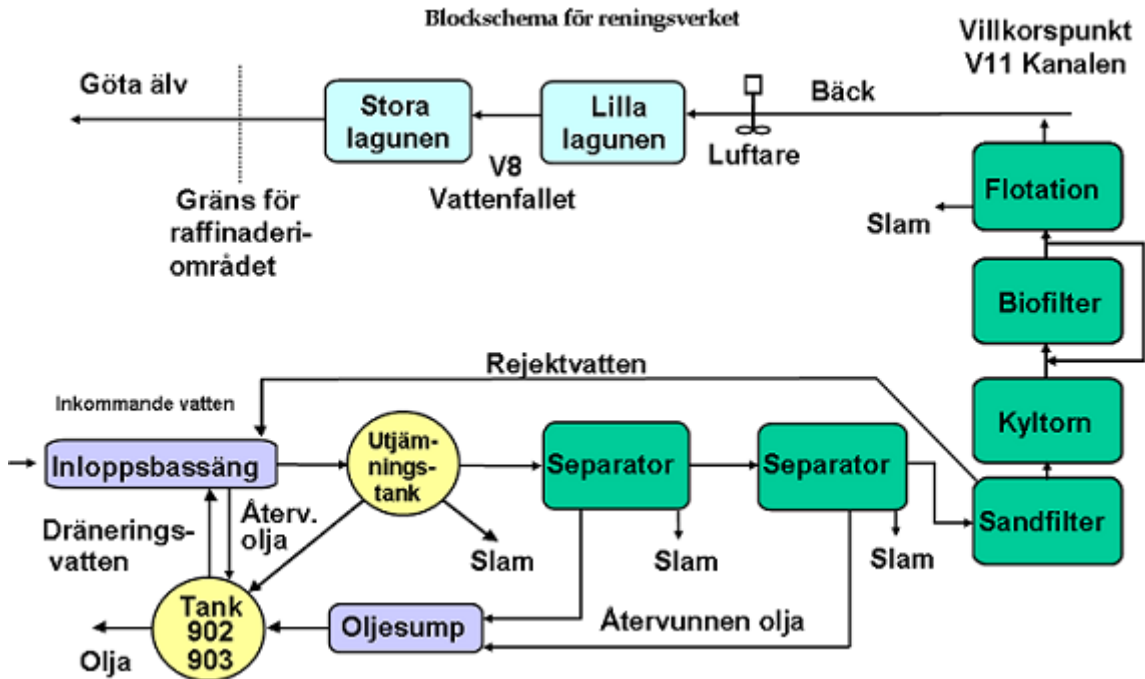 Blockschema för reningsverket
Villkorspunkt
V11 Kanalen
Göta älv
Stora
lagunen
Lilla
lagunen
Bäck
Luftare
V8
Vattenfallet
Gräns för
raffinaderi-
området
Flotation
Slam
Biofilter
Rejektvatten
Kyltorn
Inkommande vatten
Inloppsbassäng
Utjäm-
nings-
tank
Separator
Separator
Sandfilter
Dränerings-
vatten
Återv.
olja
Slam
Slam
Slam
Tank
902
903
Oljesump
Återvunnen olja
Olja